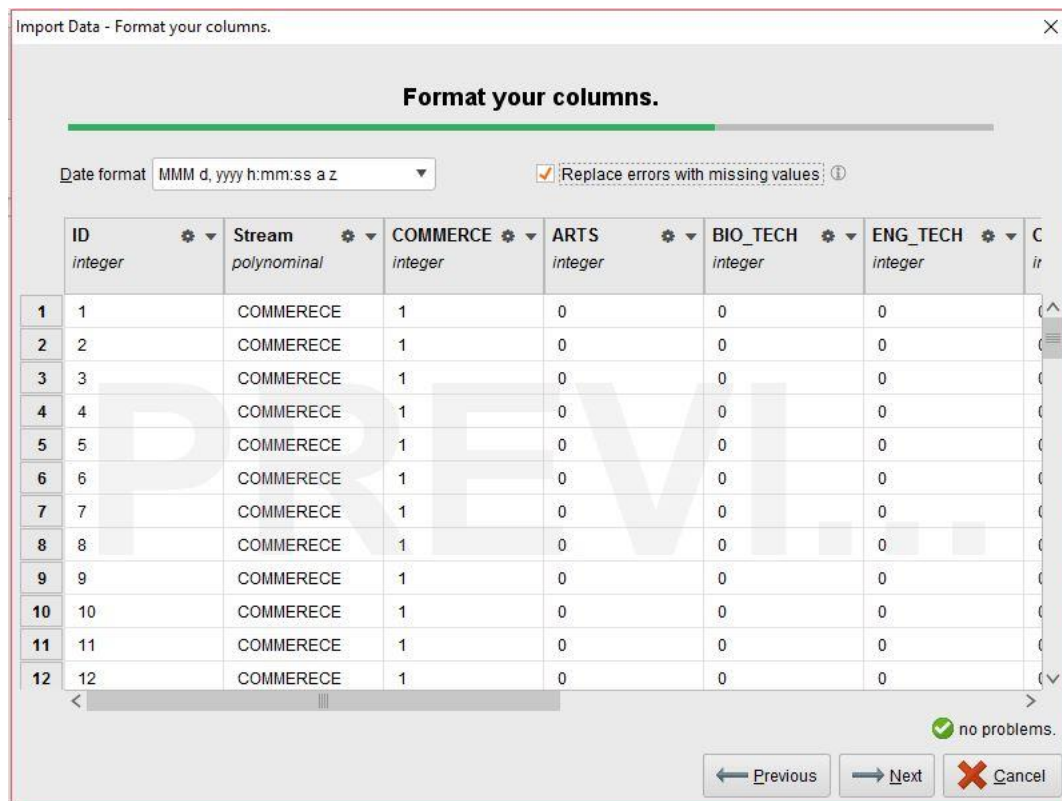 Import Data - Format your columns.
Format your columns.
Date format MMM d, yyyy h:mm:ss a z Replace errors with missing values
ID Stream COMMERCE ARTS BIO_TECH ENG_TECH C
integer polynominal integer integer integer integer
1 1 COMMERECE 1 0 0 0
2 2 COMMERECE 1 0 0 0
3 3 COMMERECE 1 0 0 0
4 4 COMMERECE 1 0 0 0
5 5 COMMERECE 1 0 0 0
6 6 COMMERECE 1 0 0 0
7 7 COMMERECE 1 0 0 0
8 8 COMMERECE 1 0 0 0
9 9 COMMERECE 1 0 0 0
10 10 COMMERECE 1 0 0 0
11 11 COMMERECE 1 0 0 0
12 12 COMMERECE 1 0 0 0
PREVI...
no problems.
Previous Next Cancel